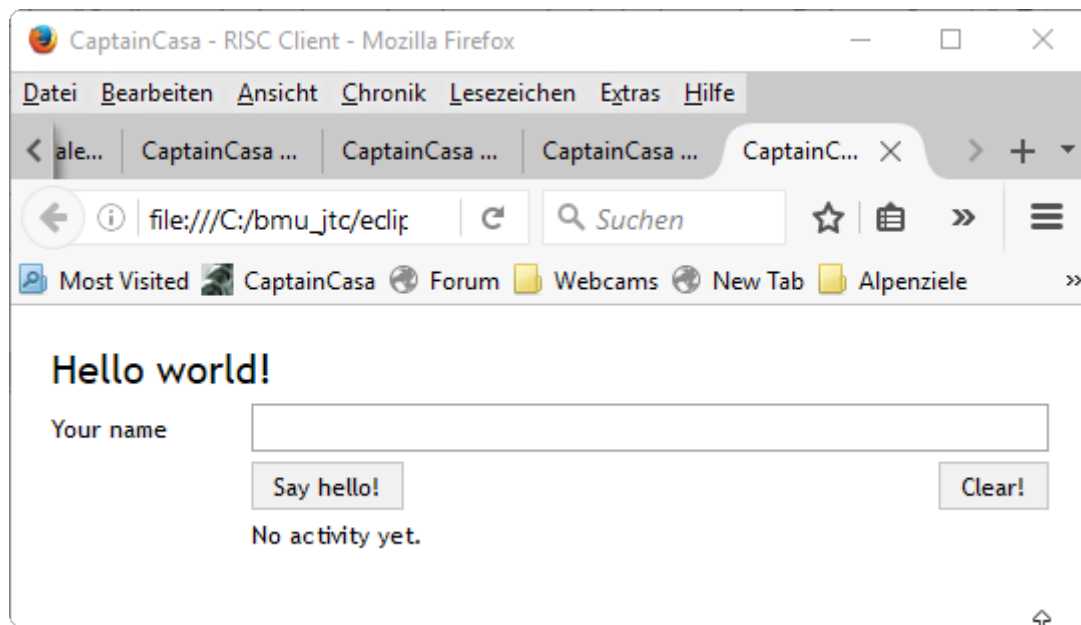 CaptainCasa - RISC Client - Mozilla Firefox
Datei Bearbeiten Ansicht Chronik Lesezeichen Extras Hilfe
ale... CaptainCasa ... CaptainCasa ... CaptainCasa ... CaptainC...
file:///C:/bmu_jtc/eclip Suchen
Most Visited CaptainCasa Forum Webcams New Tab Alpenziele
Hello world!
Your name
Say hello! Clear!
No activity yet.